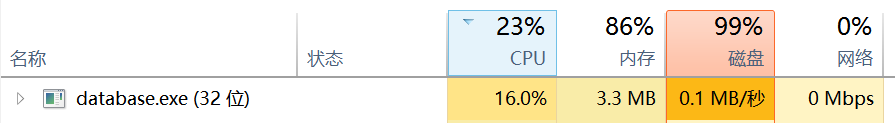 23% 86% 99% 0%
名称 状态 CPU 内存 磁盘 网络
database.exe (32 位) 16.0% 3.3 MB 0.1 MB/秒 0 Mbps